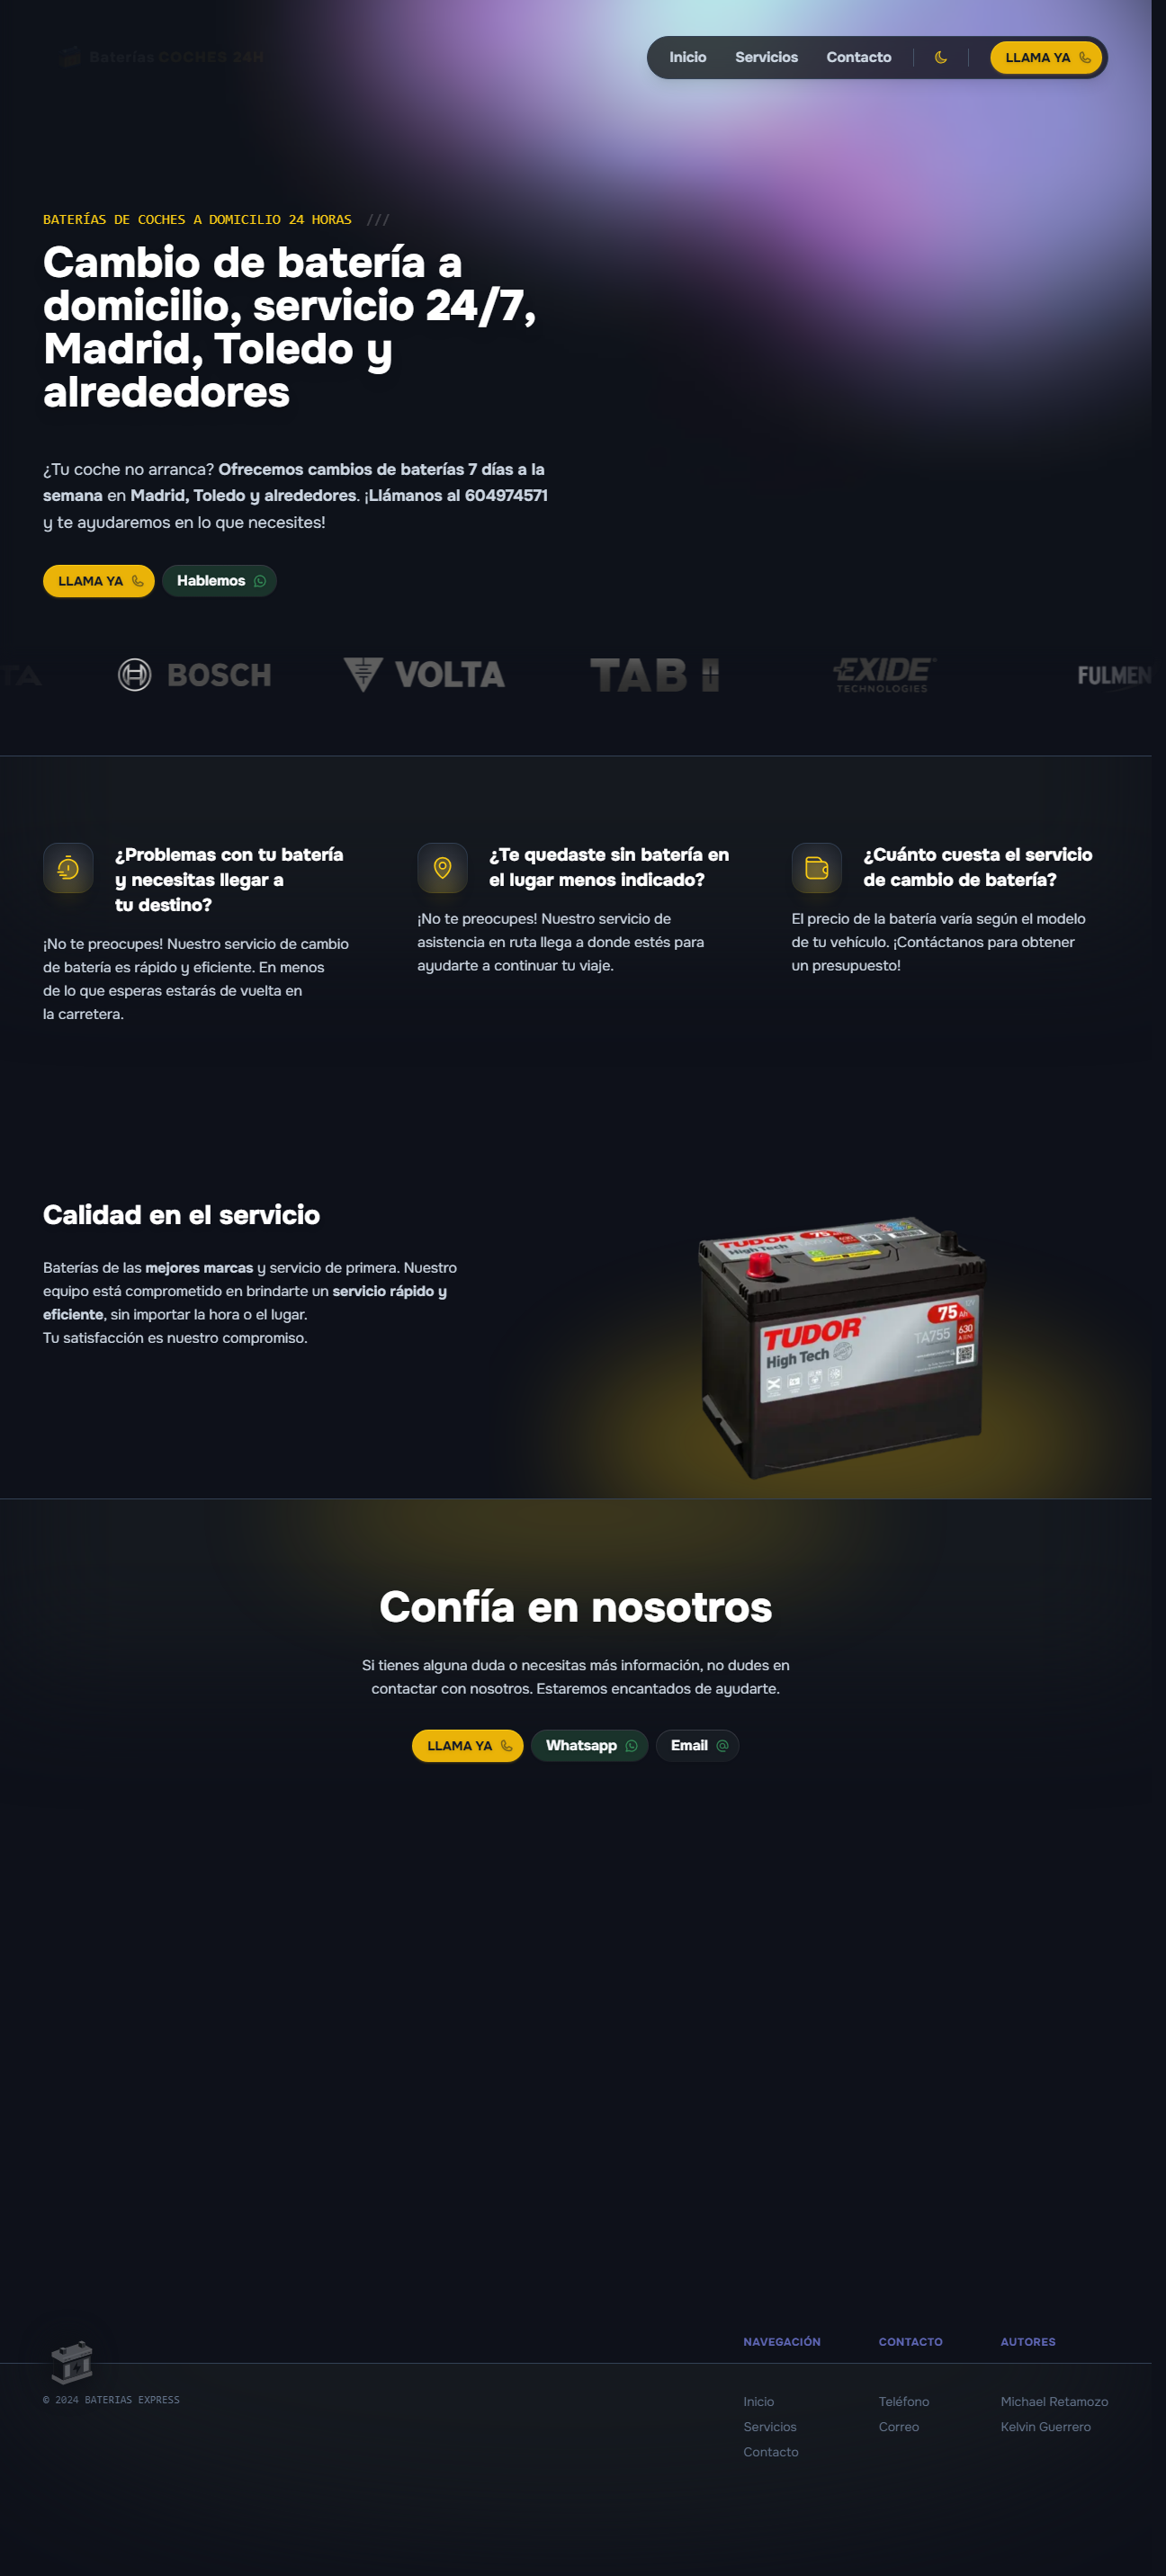 Baterías COCHES 24H
Inicio Servicios Contacto LLAMA YA
BATERÍAS DE COCHES A DOMICILIO 24 HORAS ///
Cambio de batería a
domicilio, servicio 24/7,
Madrid, Toledo y
alrededores
¿Tu coche no arranca? Ofrecemos cambios de baterías 7 días a la
semana en Madrid, Toledo y alrededores. ¡Llámanos al 604974571
y te ayudaremos en lo que necesites!
LLAMA YA Hablemos
TA BOSCH VOLTA TAB EXIDE TECHNOLOGIES FULMEN
¿Problemas con tu batería
y necesitas llegar a
tu destino?
¡No te preocupes! Nuestro servicio de cambio
de batería es rápido y eficiente. En menos
de lo que esperas estarás de vuelta en
la carretera.
¿Te quedaste sin batería en
el lugar menos indicado?
¡No te preocupes! Nuestro servicio de
asistencia en ruta llega a donde estés para
ayudarte a continuar tu viaje.
¿Cuánto cuesta el servicio
de cambio de batería?
El precio de la batería varía según el modelo
de tu vehículo. ¡Contáctanos para obtener
un presupuesto!
Calidad en el servicio
Baterías de las mejores marcas y servicio de primera. Nuestro
equipo está comprometido en brindarte un servicio rápido y
eficiente, sin importar la hora o el lugar.
Tu satisfacción es nuestro compromiso.
TUDOR 75
High Tech
TUDOR 75 Ah
High Tech TA755 630
Confía en nosotros
Si tienes alguna duda o necesitas más información, no dudes en
contactar con nosotros. Estaremos encantados de ayudarte.
LLAMA YA Whatsapp Email @
© 2024 BATERIAS EXPRESS
NAVEGACIÓN
Inicio
Servicios
Contacto
CONTACTO
Teléfono
Correo
AUTORES
Michael Retamozo
Kelvin Guerrero